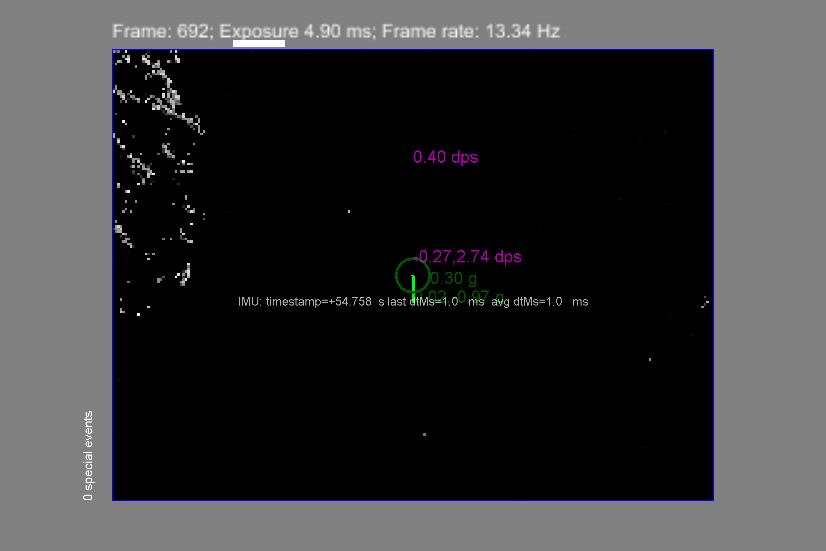 Frame: 692; Exposure 4.90 ms; Frame rate: 13.34 Hz
0.40 dps
-0.27,2.74 dps
0.30 g
0.97 g
IMU: timestamp=+54.758 s last dtMs=1.0 ms avg dtMs=1.0 ms
0 special events